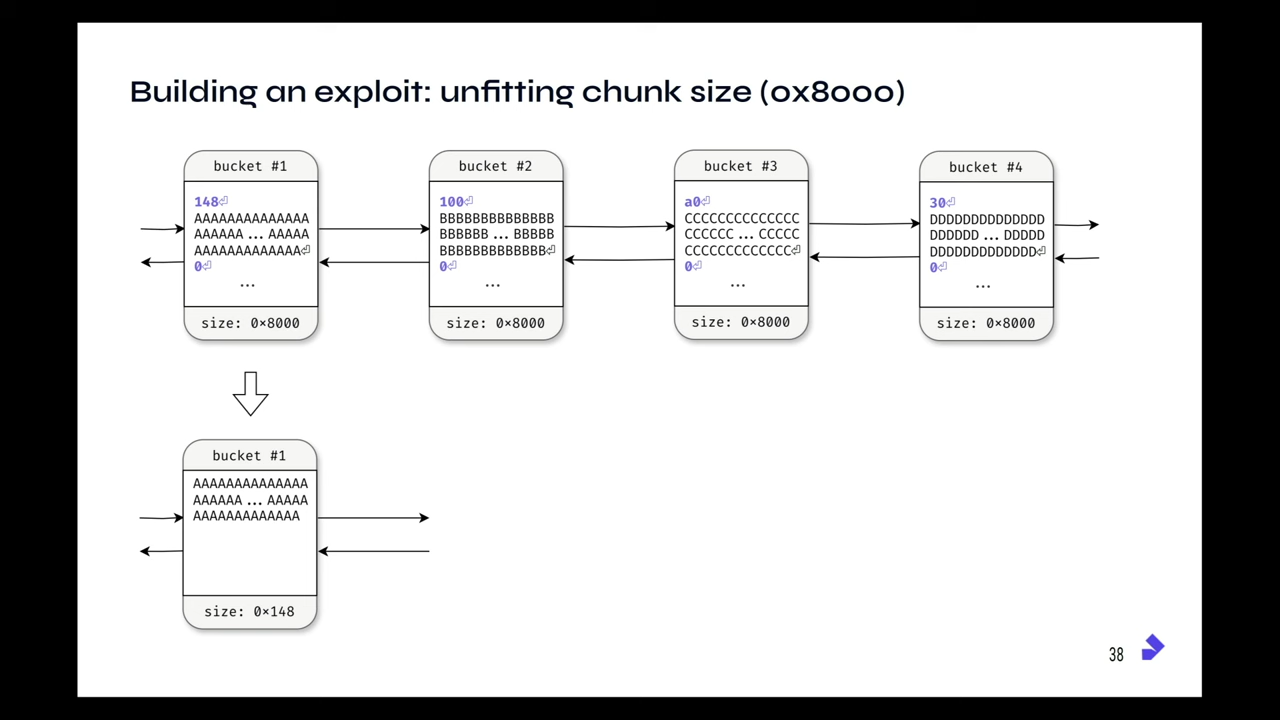 Building an exploit: unfitting chunk size (0x8000)
bucket #1
148⏎
AAAAAAAAAAAAAA
AAAAAA ... AAAAA
AAAAAAAAAAAAA⏎
0⏎
...
size: 0×8000
bucket #2
100⏎
BBBBBBBBBBBBBB
BBBBBB ... BBBBB
BBBBBBBBBBBBB⏎
0⏎
...
size: 0×8000
bucket #3
a0⏎
CCCCCCCCCCCCCC
CCCCCC ... CCCCC
CCCCCCCCCCCCC⏎
0⏎
...
size: 0×8000
bucket #4
30⏎
DDDDDDDDDDDDDD
DDDDDD ... DDDDD
DDDDDDDDDDDDD⏎
0⏎
...
size: 0×8000
bucket #1
AAAAAAAAAAAAAA
AAAAAA ... AAAAA
AAAAAAAAAAAAA
size: 0×148
38